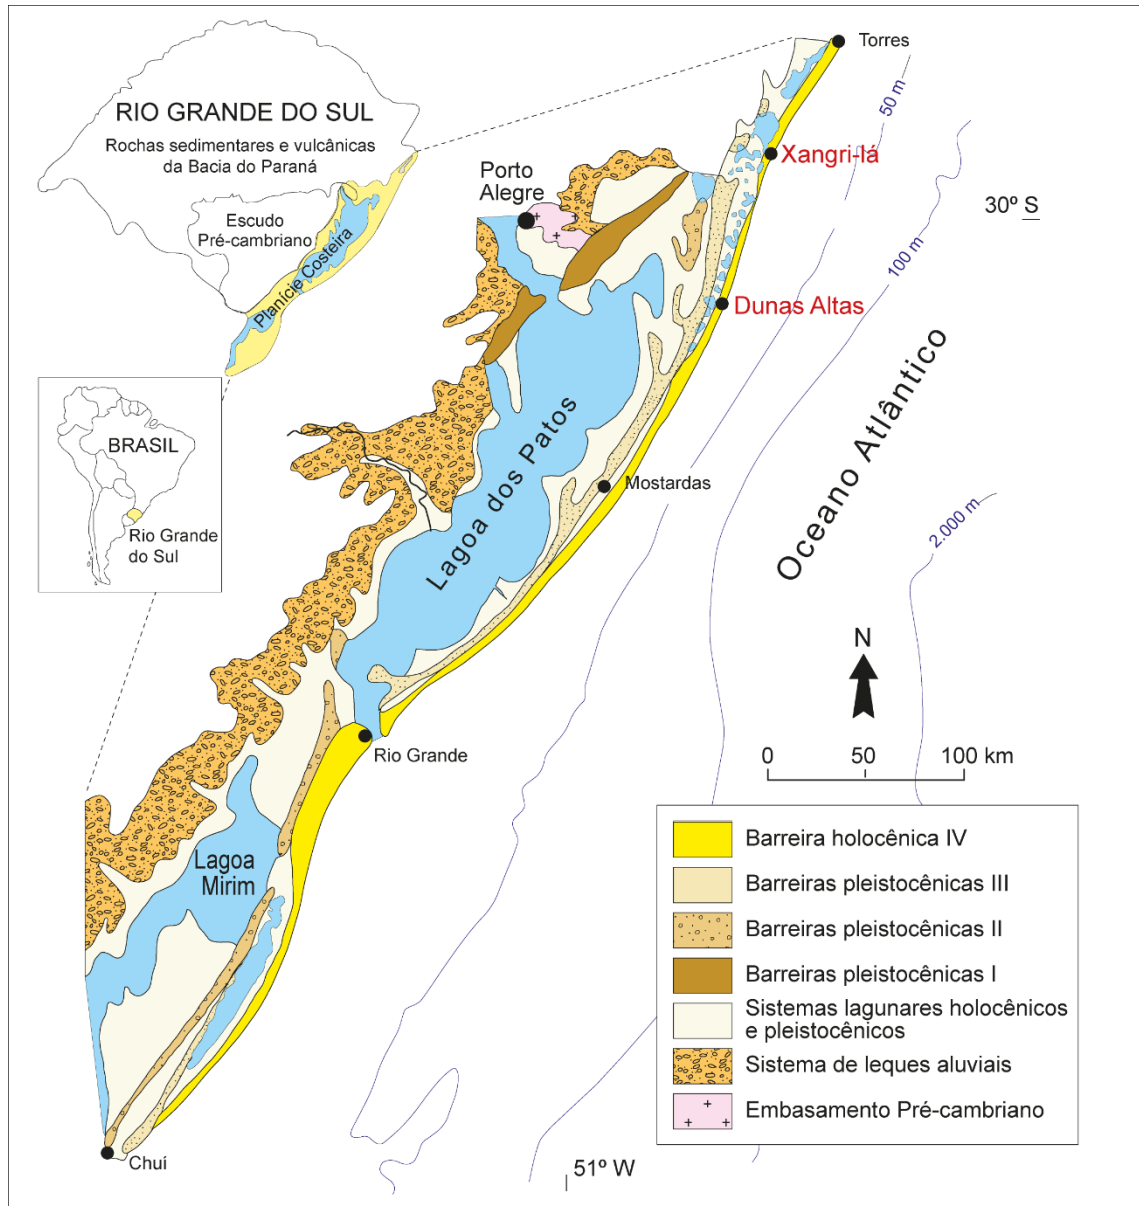 RIO GRANDE DO SUL
Rochas sedimentares e vulcânicas
da Bacia do Paraná
Escudo
Pré-cambriano
Planície Costeira
BRASIL
Rio Grande
do Sul
Torres
Xangri-lá
Porto
Alegre
30º S
Dunas Altas
50 m
100 m
2.000 m
Oceano Atlântico
Lagoa dos Patos
Mostardas
Rio Grande
Lagoa
Mirim
Chuí
51º W
N
0 50 100 km
Barreira holocênica IV
Barreiras pleistocênicas III
Barreiras pleistocênicas II
Barreiras pleistocênicas I
Sistemas lagunares holocênicos
e pleistocênicos
Sistema de leques aluviais
Embasamento Pré-cambriano